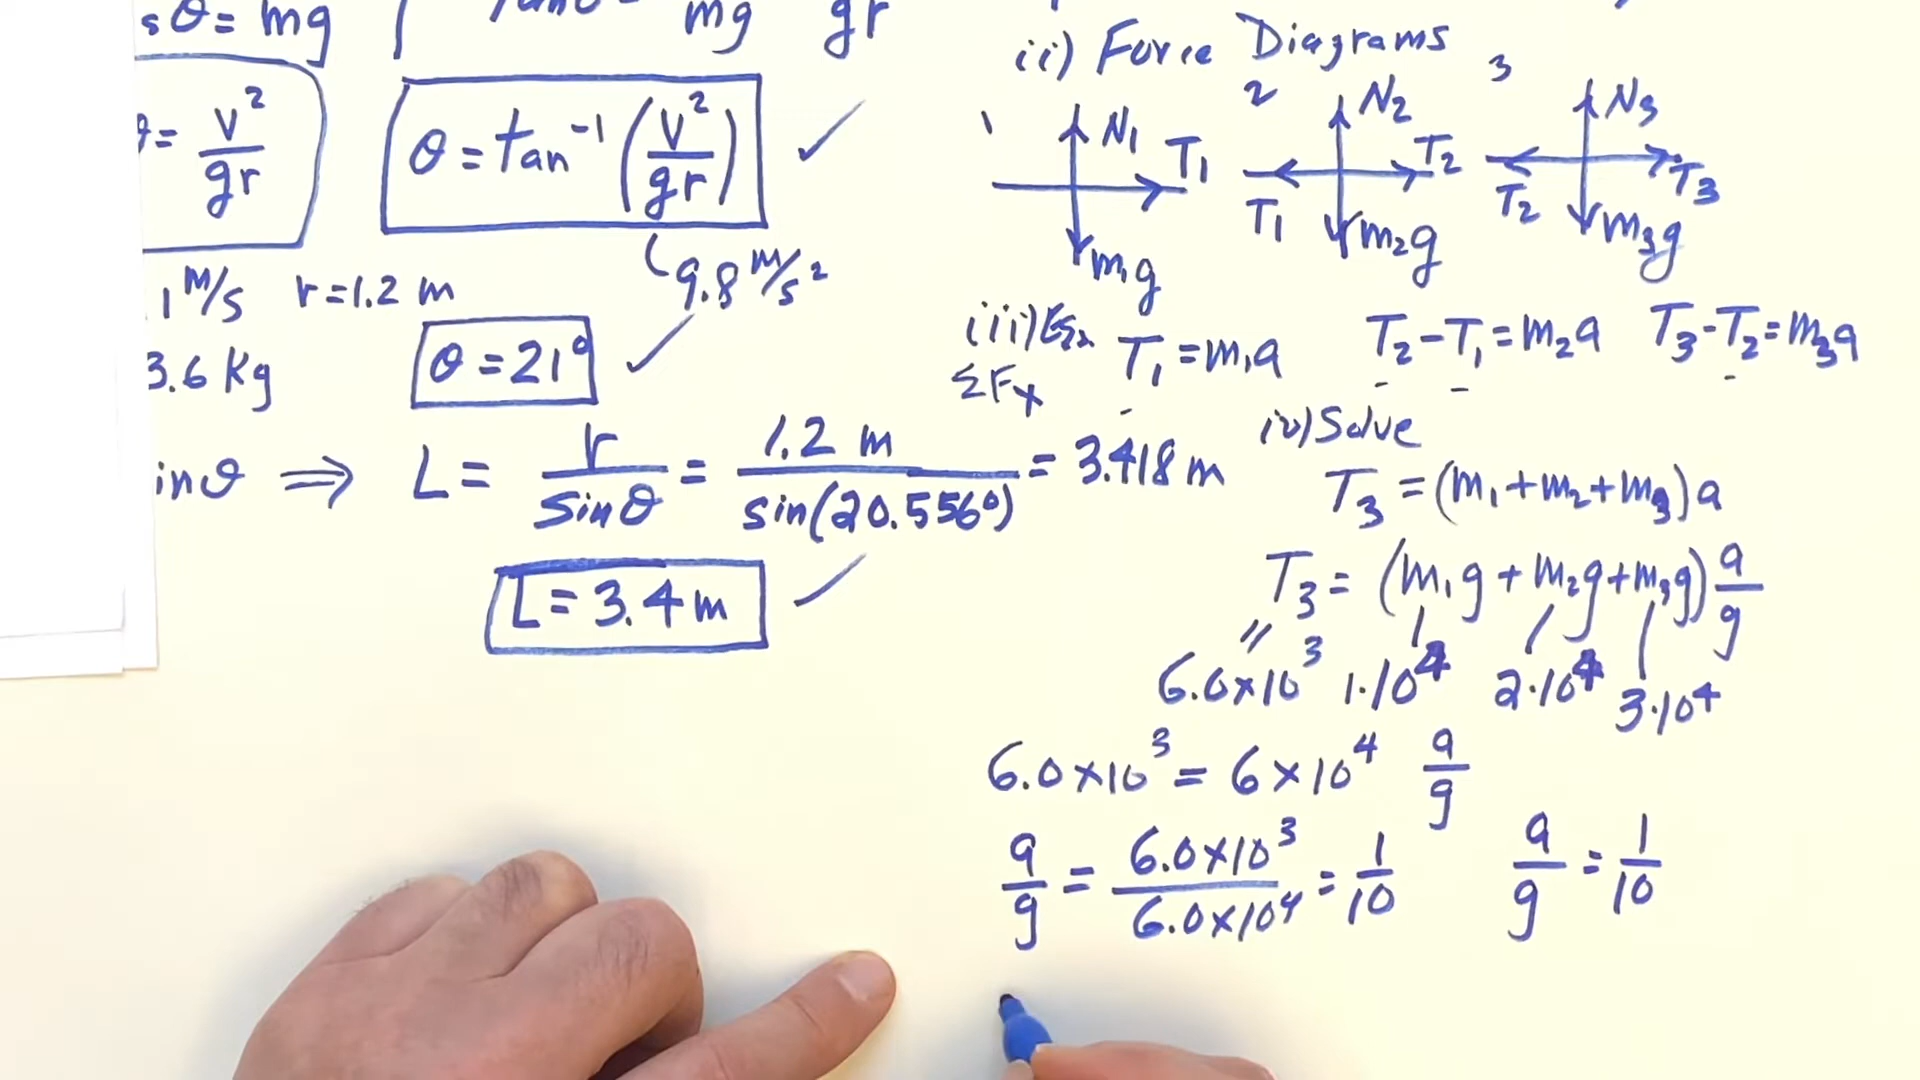 sθ= mg
mg gr
θ= v²/gr
θ = tan⁻¹ (v²/gr) ✓
9.8 m/s²
1 m/s r=1.2 m
3.6 Kg
θ = 21° ✓
inθ ⇒ L = r/sinθ = 1.2 m/sin(20.556°) = 3.418 m
L = 3.4 m ✓
ii) Force Diagrams
1 2 3
N₁ T₁ m₁g
N₂ T₂ T₁ m₂g
N₃ T₃ T₂ m₃g
iii) Eqn T₁ = m₁a T₂-T₁ = m₂a T₃-T₂ = m₃a
ΣFx
iv) Solve
T₃ = (m₁+m₂+m₃)a
T₃ = (m₁g + m₂g + m₃g) a/g
6.0×10³ 1·10⁴ 2·10⁴ 3·10⁴
6.0×10³ = 6×10⁴ a/g
a/g = 6.0×10³/6.0×10⁴ = 1/10 a/g = 1/10